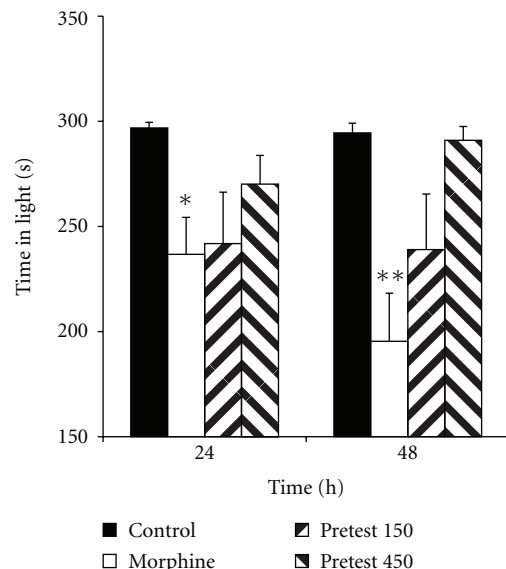 350
300
250
200
150
Time in light (s)
*
**
24
48
Time (h)
Control
Pretest 150
Morphine
Pretest 450